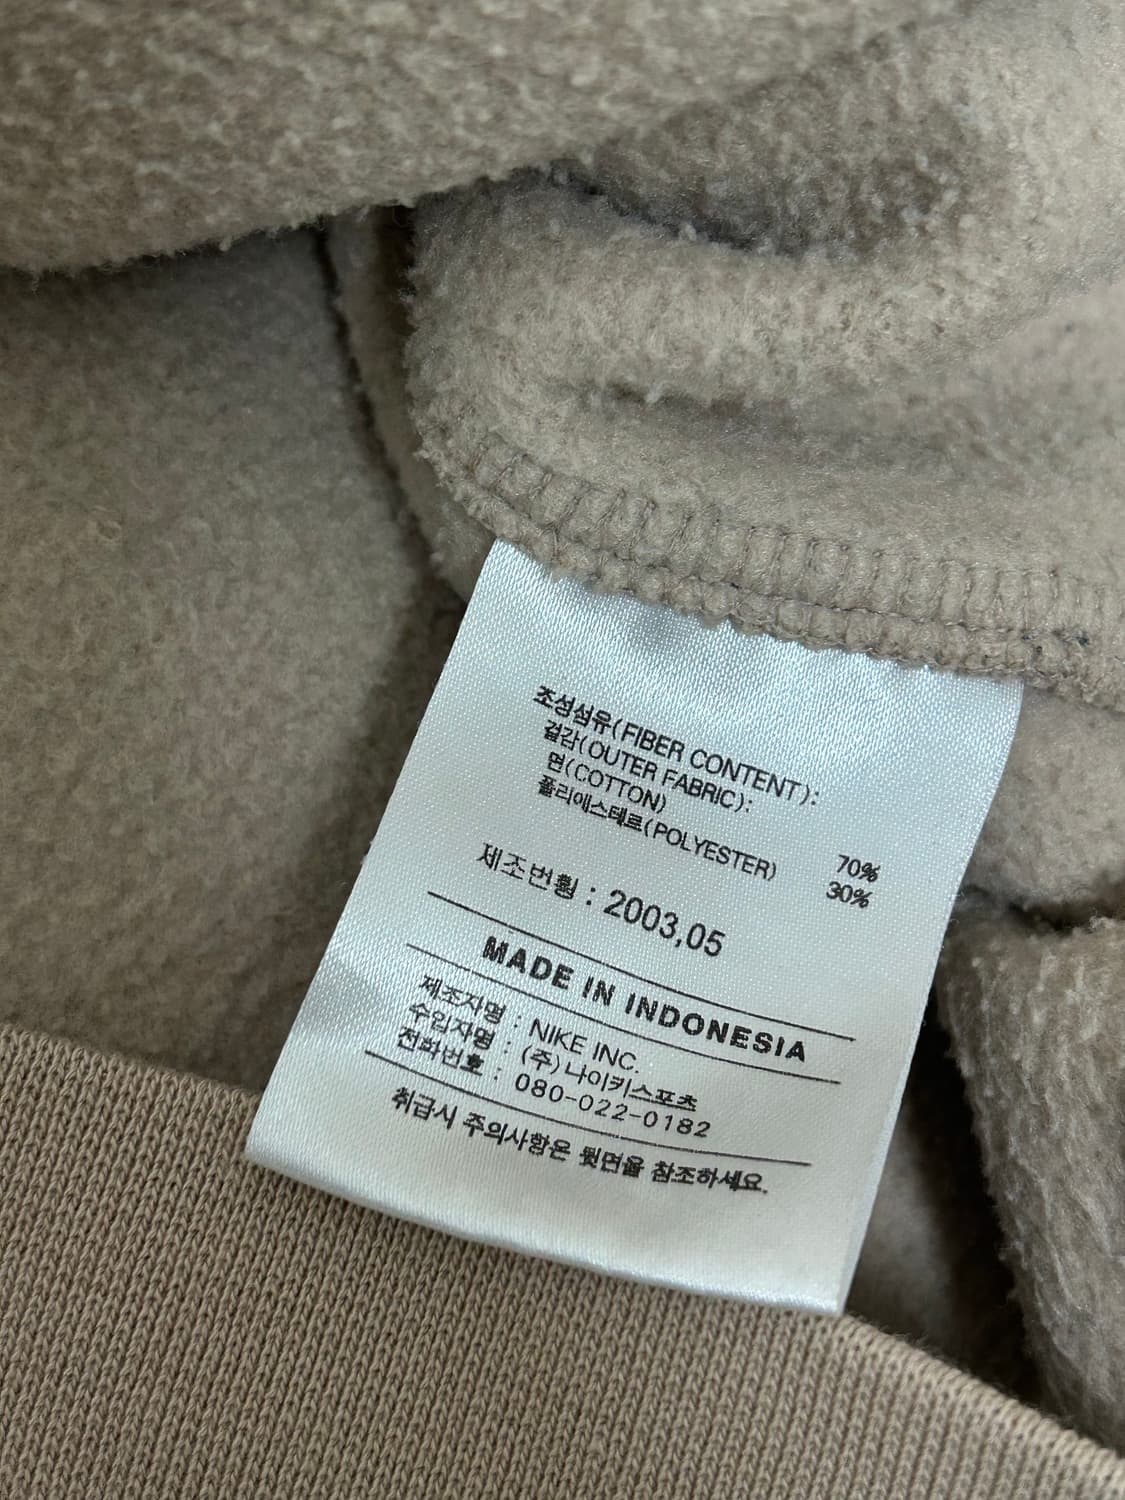 조성섬유(FIBER CONTENT):
겉감(OUTER FABRIC):
면(COTTON) 70%
폴리에스테르(POLYESTER) 30%
제조번횡 : 2003,05
MADE IN INDONESIA
제조자명 : NIKE INC.
수입자명 : (주)나이키스포츠
전화번호 : 080-022-0182
취급시 주의사항은 뒷면을 참조하세요.